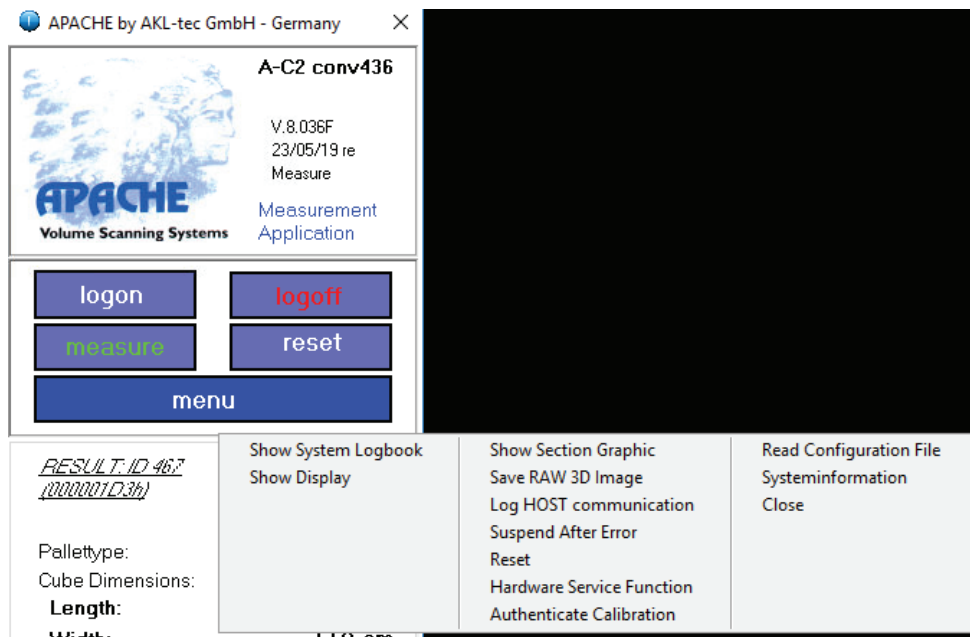 APACHE by AKL-tec GmbH - Germany
A-C2 conv436
V.8.036F
23/05/19 re
Measure
Measurement
Application
APACHE
Volume Scanning Systems
logon
logoff
measure
reset
menu
RESULT: ID 467
(000001D3h)
Pallettype:
Cube Dimensions:
Length:
Width:
Show System Logbook
Show Display
Show Section Graphic
Save RAW 3D Image
Log HOST communication
Suspend After Error
Reset
Hardware Service Function
Authenticate Calibration
Read Configuration File
Systeminformation
Close